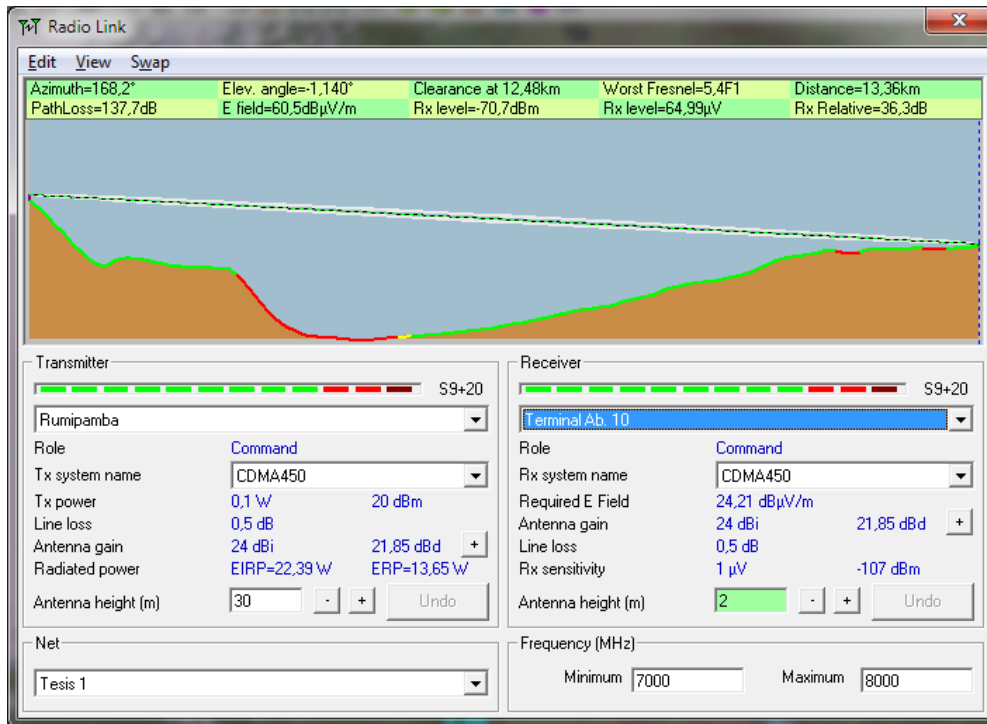 Radio Link
Edit View Swap
Azimuth=168,2° Elev. angle=-1,140° Clearance at 12,48km Worst Fresnel=5,4F1 Distance=13,36km
PathLoss=137,7dB E field=60,5dBµV/m Rx level=-70,7dBm Rx level=64,99µV Rx Relative=36,3dB
Transmitter
S9+20
Rumipamba
Role Command
Tx system name CDMA450
Tx power 0,1 W 20 dBm
Line loss 0,5 dB
Antenna gain 24 dBi 21,85 dBd +
Radiated power EIRP=22,39 W ERP=13,65 W
Antenna height (m) 30 - + Undo
Receiver
S9+20
Terminal Ab. 10
Role Command
Rx system name CDMA450
Required E Field 24,21 dBµV/m
Antenna gain 24 dBi 21,85 dBd +
Line loss 0,5 dB
Rx sensitivity 1 µV -107 dBm
Antenna height (m) 2 - + Undo
Net
Tesis 1
Frequency (MHz)
Minimum 7000 Maximum 8000